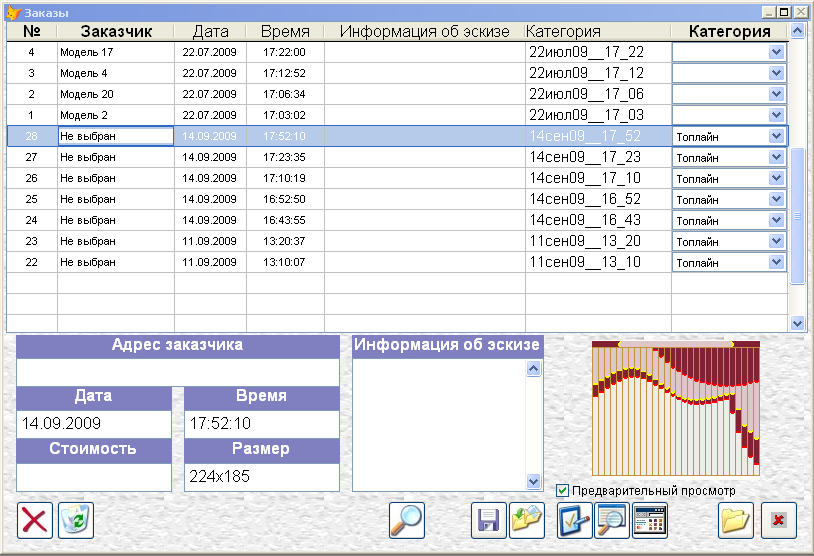 Заказы
№ Заказчик Дата Время Информация об эскизе Категория Категория
4 Модель 17 22.07.2009 17:22:00 22июл09__17_22
3 Модель 4 22.07.2009 17:12:52 22июл09__17_12
2 Модель 20 22.07.2009 17:06:34 22июл09__17_06
1 Модель 2 22.07.2009 17:03:02 22июл09__17_03
28 Не выбран 14.09.2009 17:52:10 14сен09__17_52 Топлайн
27 Не выбран 14.09.2009 17:23:35 14сен09__17_23 Топлайн
26 Не выбран 14.09.2009 17:10:19 14сен09__17_10 Топлайн
25 Не выбран 14.09.2009 16:52:50 14сен09__16_52 Топлайн
24 Не выбран 14.09.2009 16:43:55 14сен09__16_43 Топлайн
23 Не выбран 11.09.2009 13:20:37 11сен09__13_20 Топлайн
22 Не выбран 11.09.2009 13:10:07 11сен09__13_10 Топлайн
Адрес заказчика Информация об эскизе
Дата Время
14.09.2009 17:52:10
Стоимость Размер
224x185
Предварительный просмотр